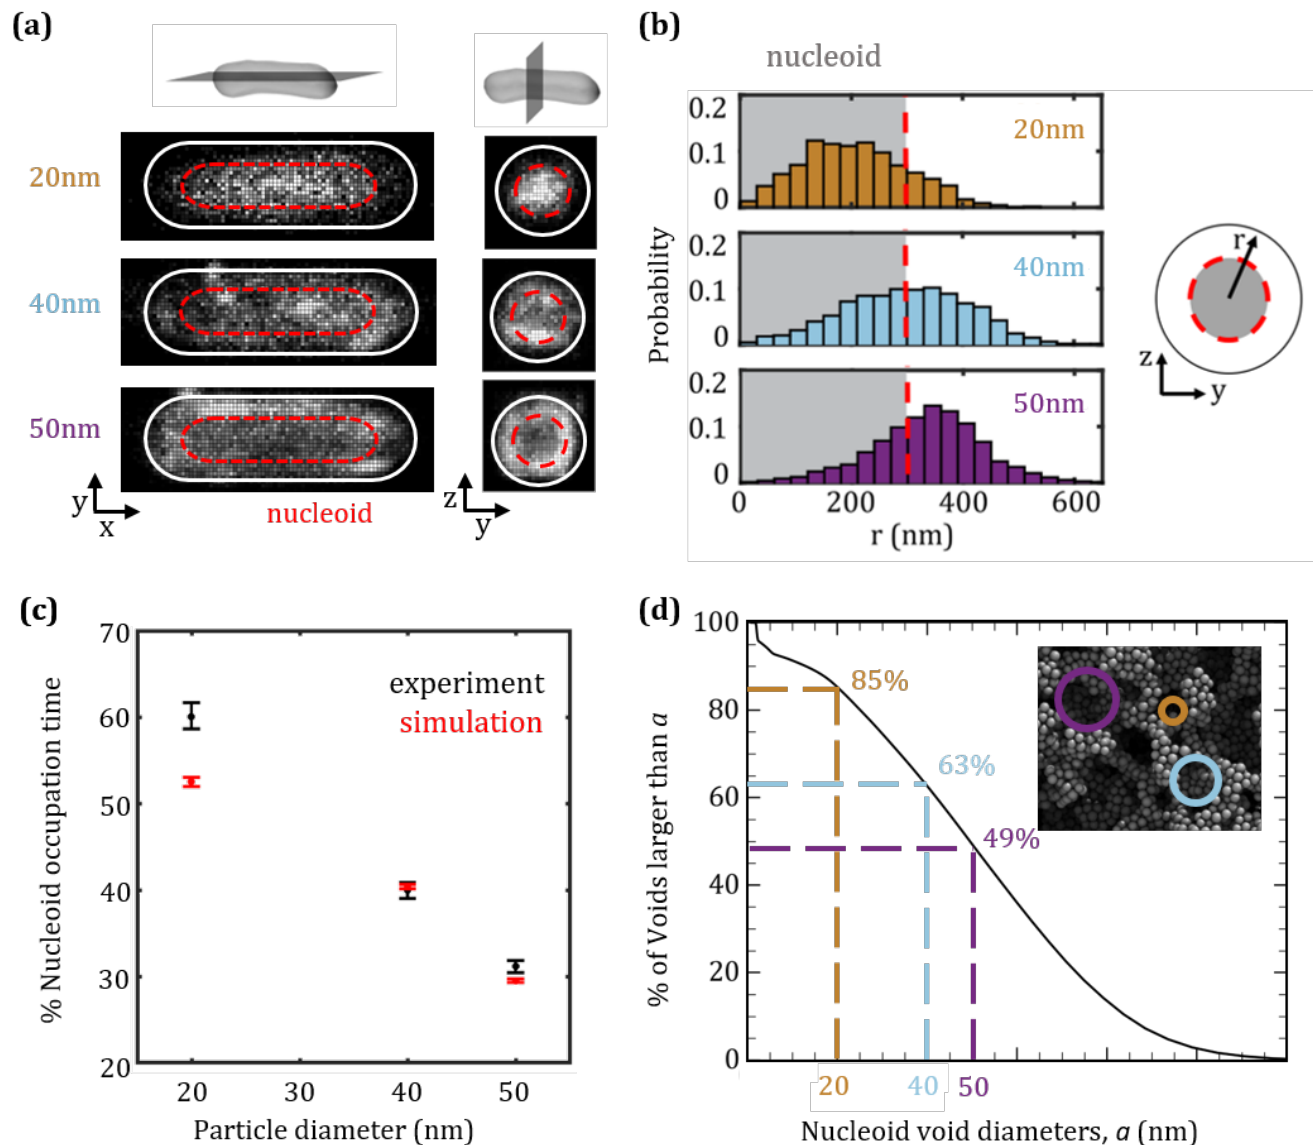 (a)
20nm
40nm
50nm
y
x
nucleoid
z
y
(b)
nucleoid
Probability
0.2
0.1
0
20nm
0.2
0.1
0
40nm
0.2
0.1
0
50nm
0 200 400 600
r (nm)
r
z
y
(c)
% Nucleoid occupation time
70
60
50
40
30
20
experiment
simulation
20 30 40 50
Particle diameter (nm)
(d)
% of Voids larger than a
100
80
60
40
20
0
85%
63%
49%
20 40 50
Nucleoid void diameters, a (nm)